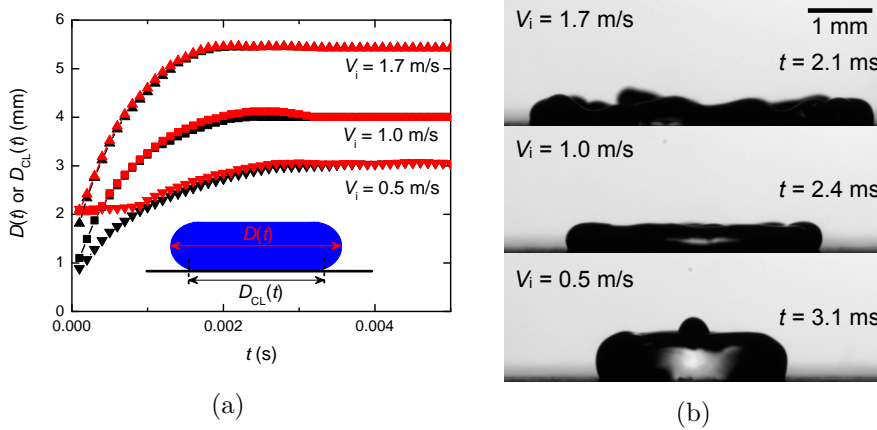 (a)
6
5
4
3
2
1
0
D(t) or D_CL(t) (mm)
V_i = 1.7 m/s
V_i = 1.0 m/s
V_i = 0.5 m/s
D(t)
D_CL(t)
0.000 0.002 0.004
t (s)
(a)
b)
V_i = 1.7 m/s
1 mm
t = 2.1 ms
V_i = 1.0 m/s
t = 2.4 ms
V_i = 0.5 m/s
t = 3.1 ms
(b)